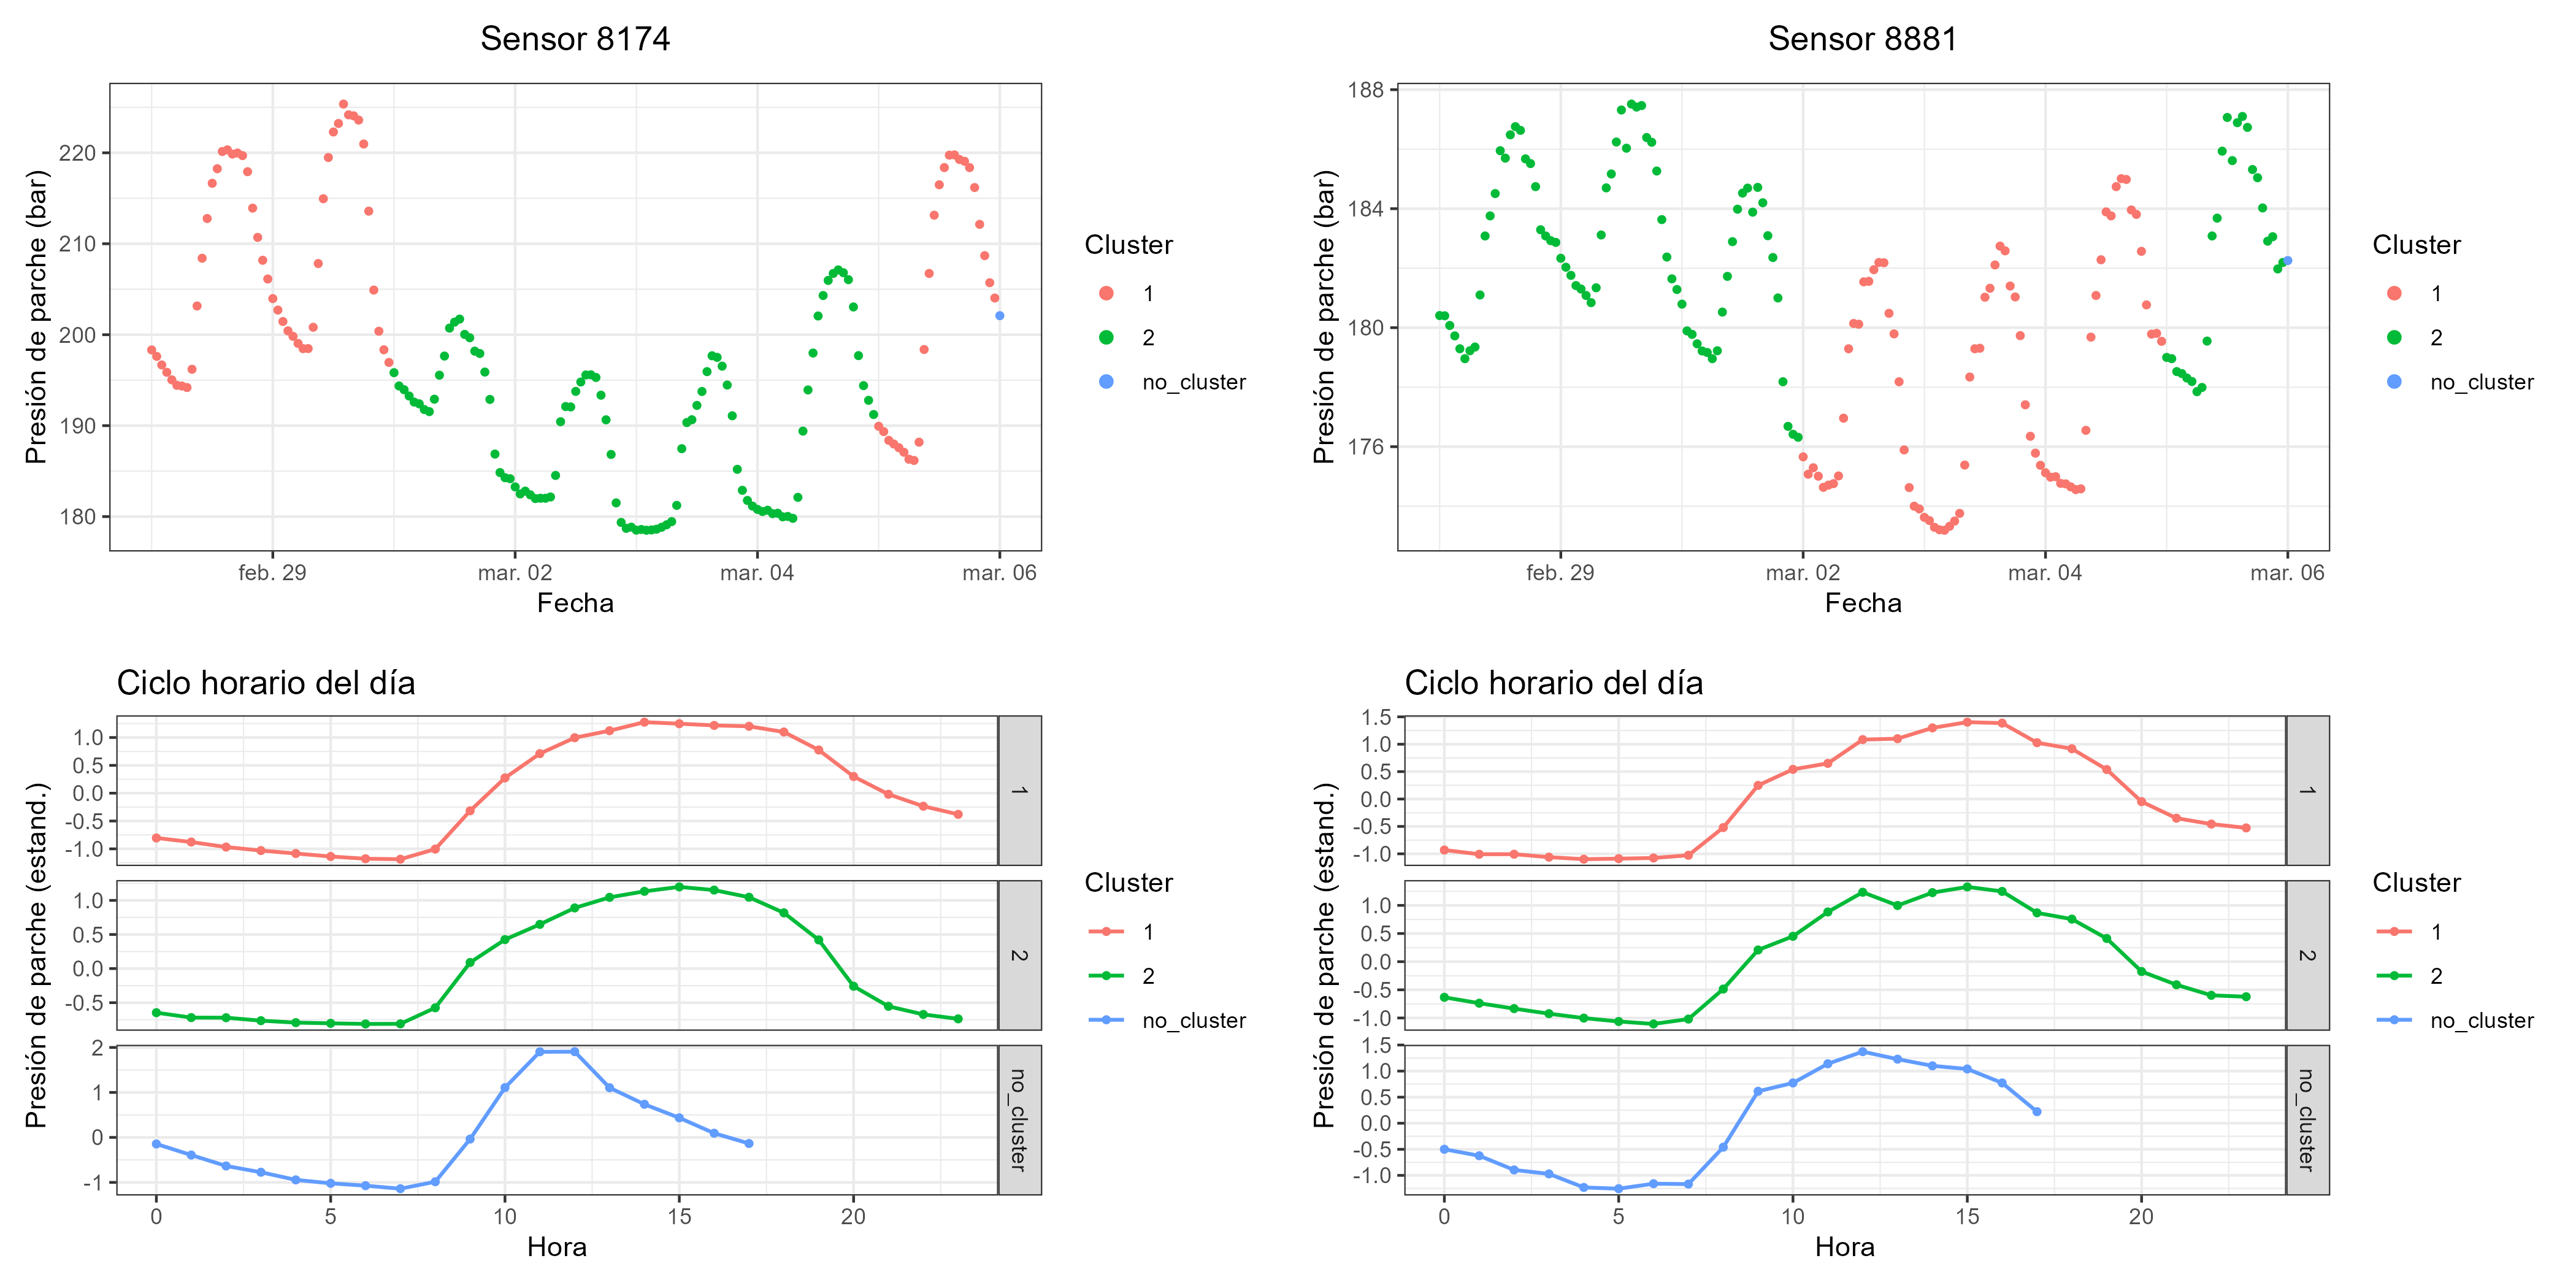 Sensor 8174
Presión de parche (bar)
220
210
200
190
180
feb. 29
mar. 02
mar. 04
mar. 06
Fecha
Cluster
1
2
no_cluster
Sensor 8881
Presión de parche (bar)
188
184
180
176
feb. 29
mar. 02
mar. 04
mar. 06
Fecha
Cluster
1
2
no_cluster
Ciclo horario del día
Presión de parche (estand.)
1.0
0.5
0.0
-0.5
-1.0
1
1.0
0.5
0.0
-0.5
2
2
1
0
-1
no_cluster
0
5
10
15
20
Hora
Cluster
1
2
no_cluster
Ciclo horario del día
Presión de parche (estand.)
1.5
1.0
0.5
0.0
-0.5
-1.0
1
1.0
0.5
0.0
-0.5
-1.0
2
1.5
1.0
0.5
0.0
-0.5
-1.0
no_cluster
0
5
10
15
20
Hora
Cluster
1
2
no_cluster